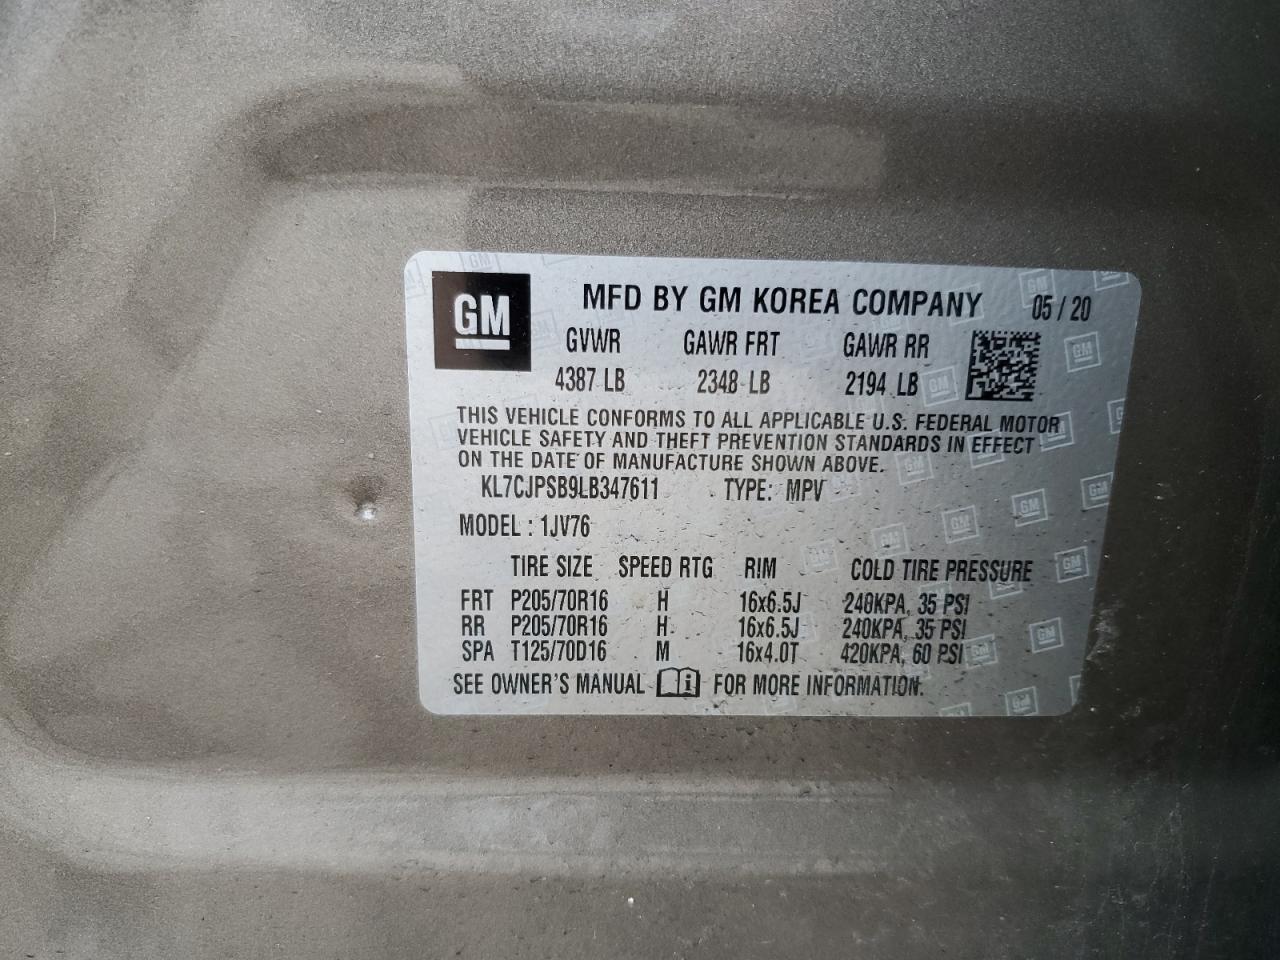 GM MFD BY GM KOREA COMPANY 05/20
GVWR GAWR FRT GAWR RR
4387 LB 2348 LB 2194 LB
THIS VEHICLE CONFORMS TO ALL APPLICABLE U.S. FEDERAL MOTOR
VEHICLE SAFETY AND THEFT PREVENTION STANDARDS IN EFFECT
ON THE DATE OF MANUFACTURE SHOWN ABOVE.
KL7CJPSB9LB347611 TYPE: MPV
MODEL : 1JV76
TIRE SIZE SPEED RTG RIM COLD TIRE PRESSURE
FRT P205/70R16 H 16x6.5J 240KPA, 35 PSI
RR P205/70R16 H 16x6.5J 240KPA, 35 PSI
SPA T125/70D16 M 16x4.0T 420KPA, 60 PSI
SEE OWNER'S MANUAL FOR MORE INFORMATION.